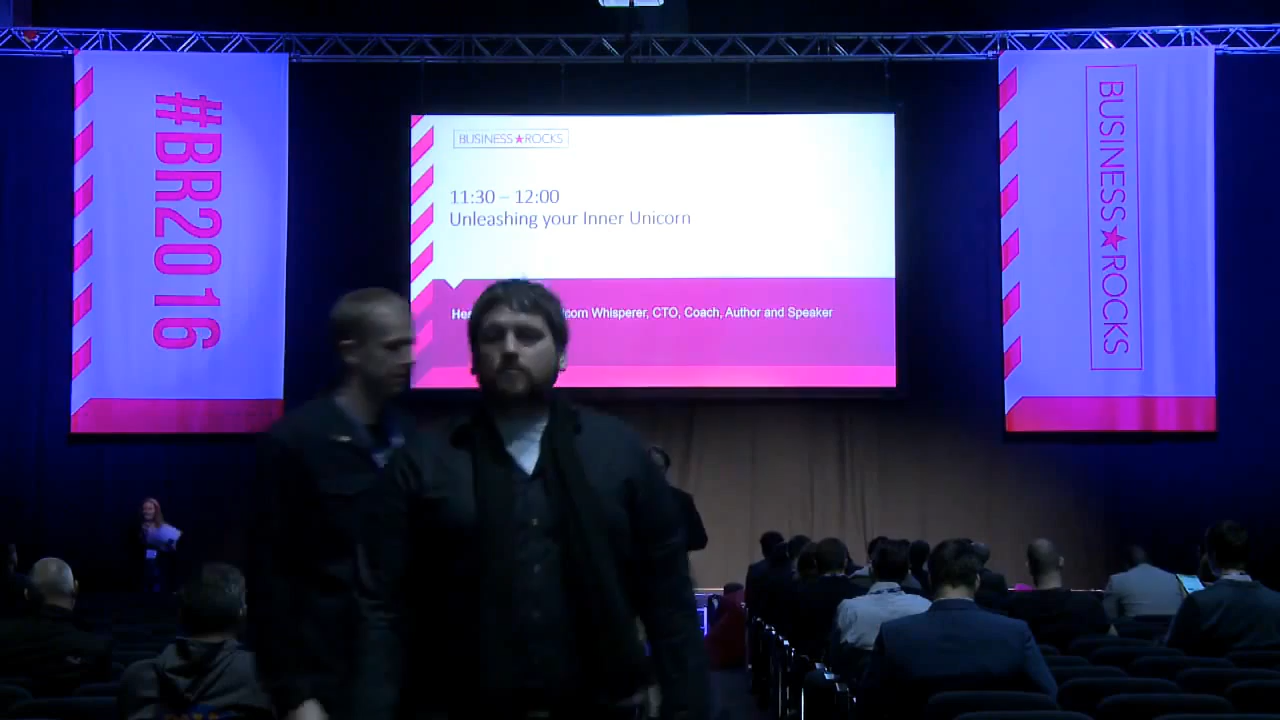 #BR2016
BUSINESS★ROCKS
11:30 – 12:00
Unleashing your Inner Unicorn
Whisperer, CTO, Coach, Author and Speaker
BUSINESS★ROCKS